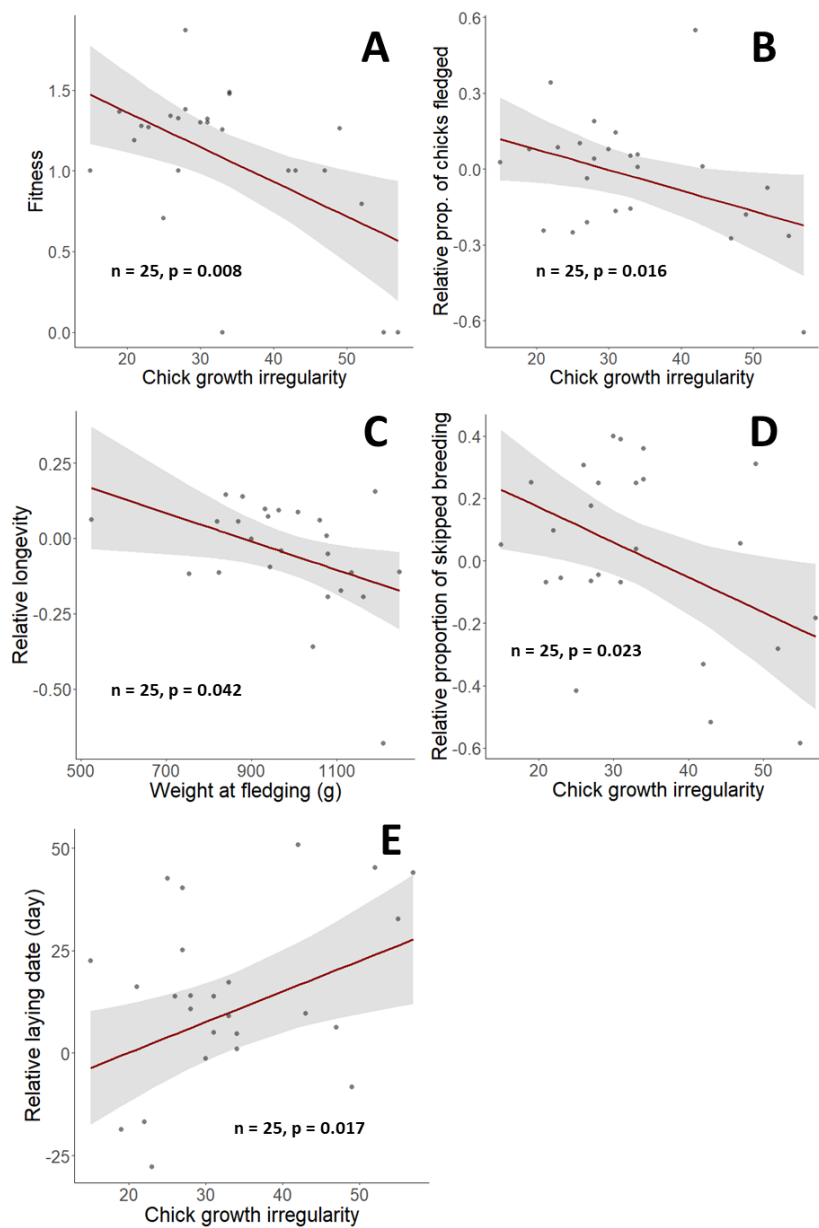 A
Fitness
1.5
1.0
0.5
0.0
n = 25, p = 0.008
20 30 40 50
Chick growth irregularity
B
Relative prop. of chicks fledged
0.6
0.3
0.0
-0.3
-0.6
n = 25, p = 0.016
20 30 40 50
Chick growth irregularity
C
Relative longevity
0.25
0.00
-0.25
-0.50
n = 25, p = 0.042
500 700 900 1100
Weight at fledging (g)
D
Relative proportion of skipped breeding
0.4
0.2
0.0
-0.2
-0.4
-0.6
n = 25, p = 0.023
20 30 40 50
Chick growth irregularity
E
Relative laying date (day)
50
25
0
-25
n = 25, p = 0.017
20 30 40 50
Chick growth irregularity